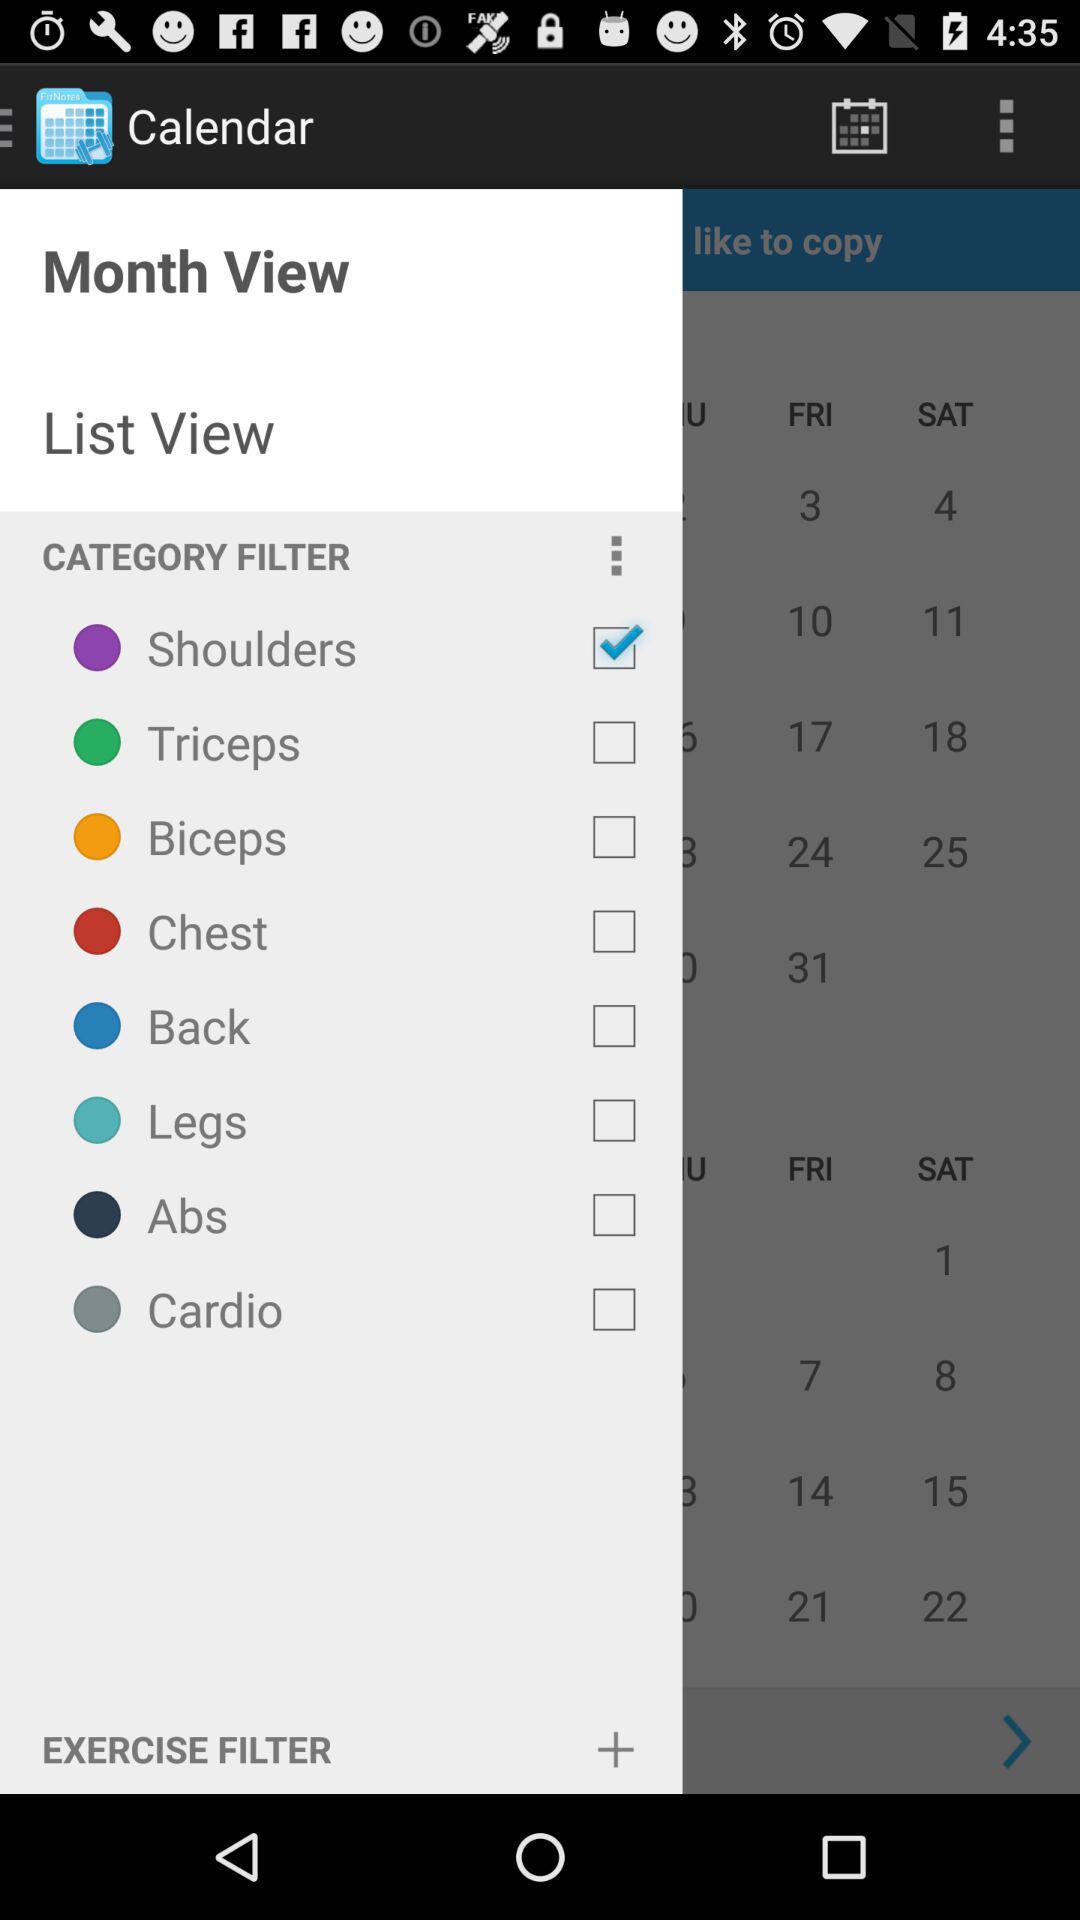 FAKE 4:35
FitNotes Calendar
like to copy
Month View
List View
CATEGORY FILTER
Shoulders
Triceps
Biceps
Chest
Back
Legs
Abs
Cardio
EXERCISE FILTER
FRI SAT
3 4
10 11
17 18
24 25
31
FRI SAT
1
7 8
14 15
21 22